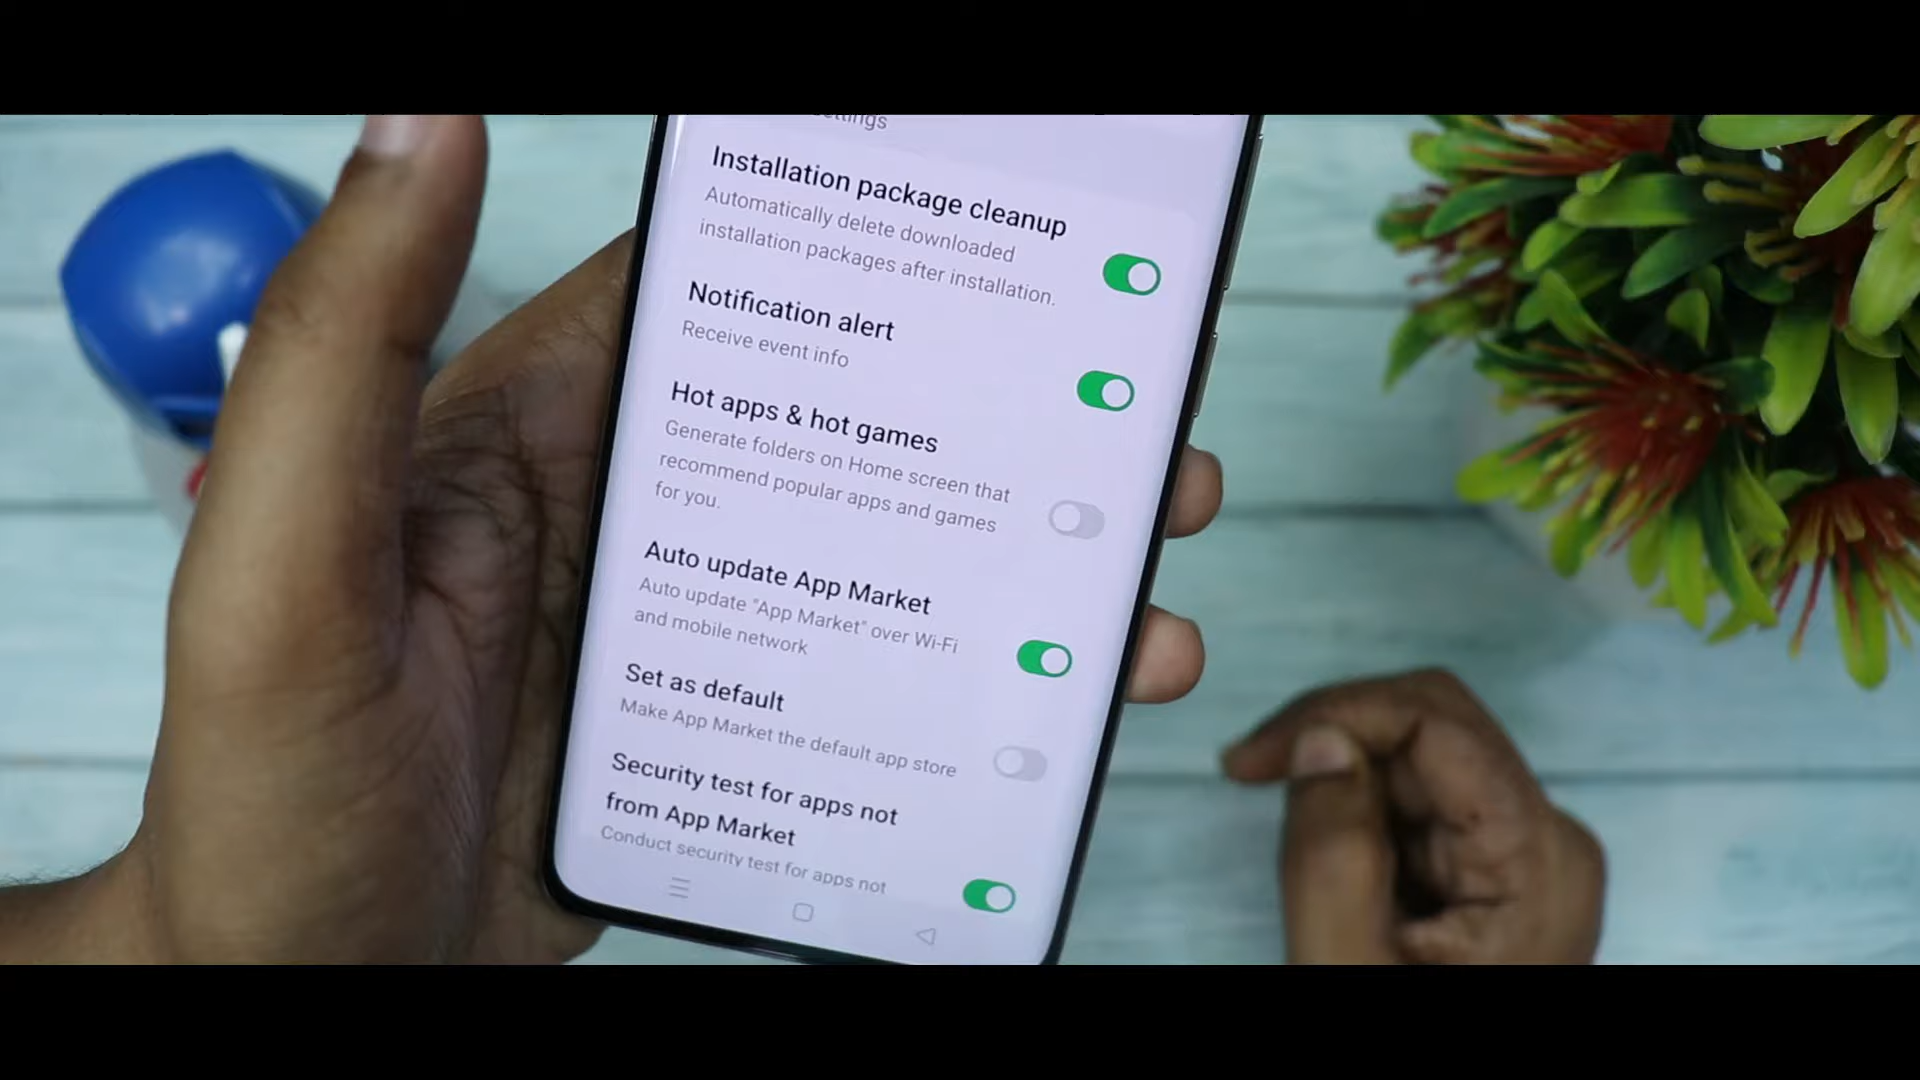 Installation package cleanup
Automatically delete downloaded
installation packages after installation.
Notification alert
Receive event info
Hot apps & hot games
Generate folders on Home screen that
recommend popular apps and games
for you.
Auto update App Market
Auto update "App Market" over Wi-Fi
and mobile network
Set as default
Make App Market the default app store
Security test for apps not
from App Market
Conduct security test for apps not